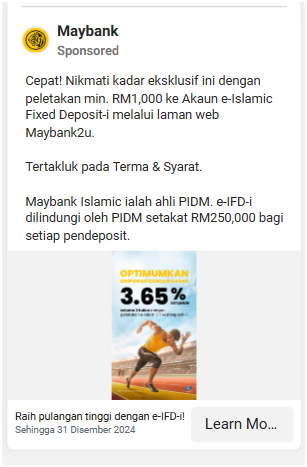 Maybank
Sponsored
Cepat! Nikmati kadar eksklusif ini dengan
peletakan min. RM1,000 ke Akaun e-Islamic
Fixed Deposit-i melalui laman web
Maybank2u.
Tertakluk pada Terma & Syarat.
Maybank Islamic ialah ahli PIDM. e-IFD-i
dilindungi oleh PIDM setakat RM250,000 bagi
setiap pendeposit.
OPTIMUMKAN
3.65%
Raih pulangan tinggi dengan e-IFD-i!
Sehingga 31 Disember 2024
Learn Mo...